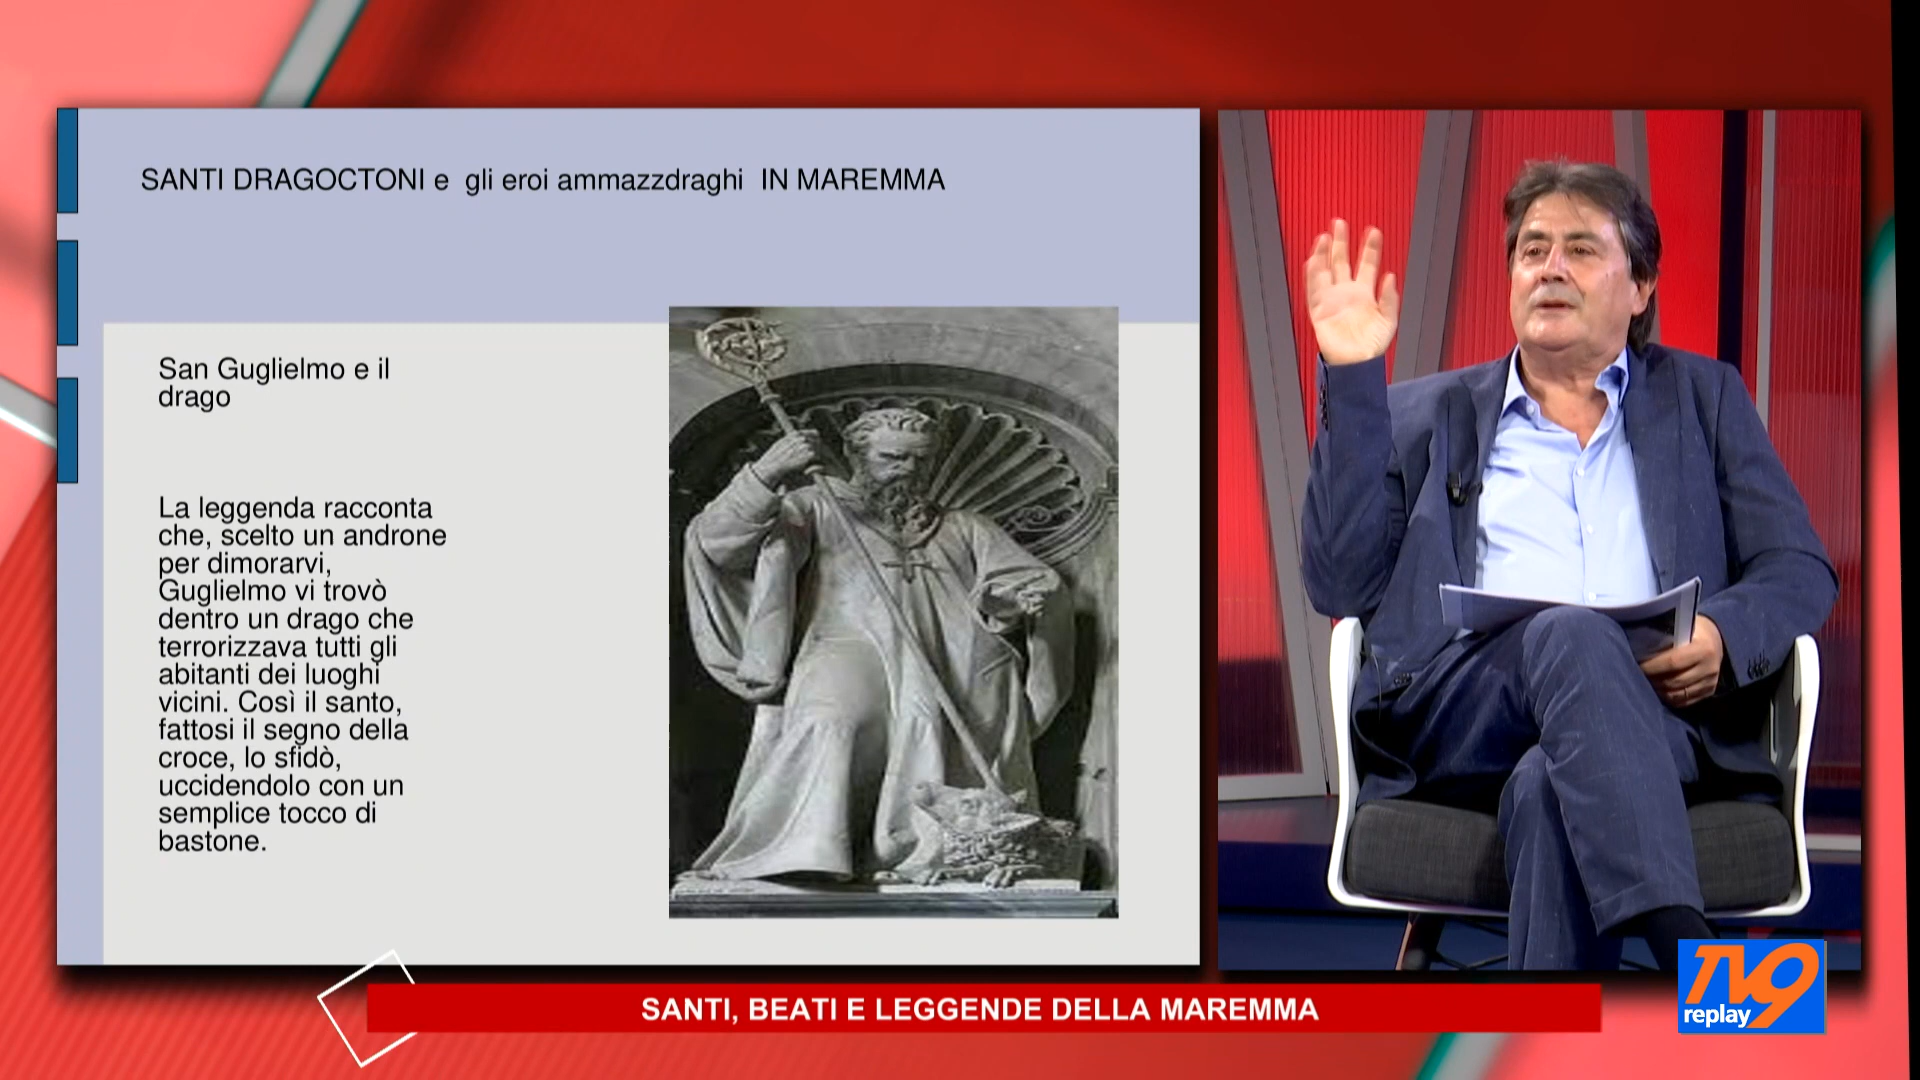 SANTI DRAGOCTONI e gli eroi ammazzdraghi IN MAREMMA
San Guglielmo e il
drago
La leggenda racconta
che, scelto un androne
per dimorarvi,
Guglielmo vi trovò
dentro un drago che
terrorizzava tutti gli
abitanti dei luoghi
vicini. Così il santo,
fattosi il segno della
croce, lo sfidò,
uccidendolo con un
semplice tocco di
bastone.
SANTI, BEATI E LEGGENDE DELLA MAREMMA
TV9
replay